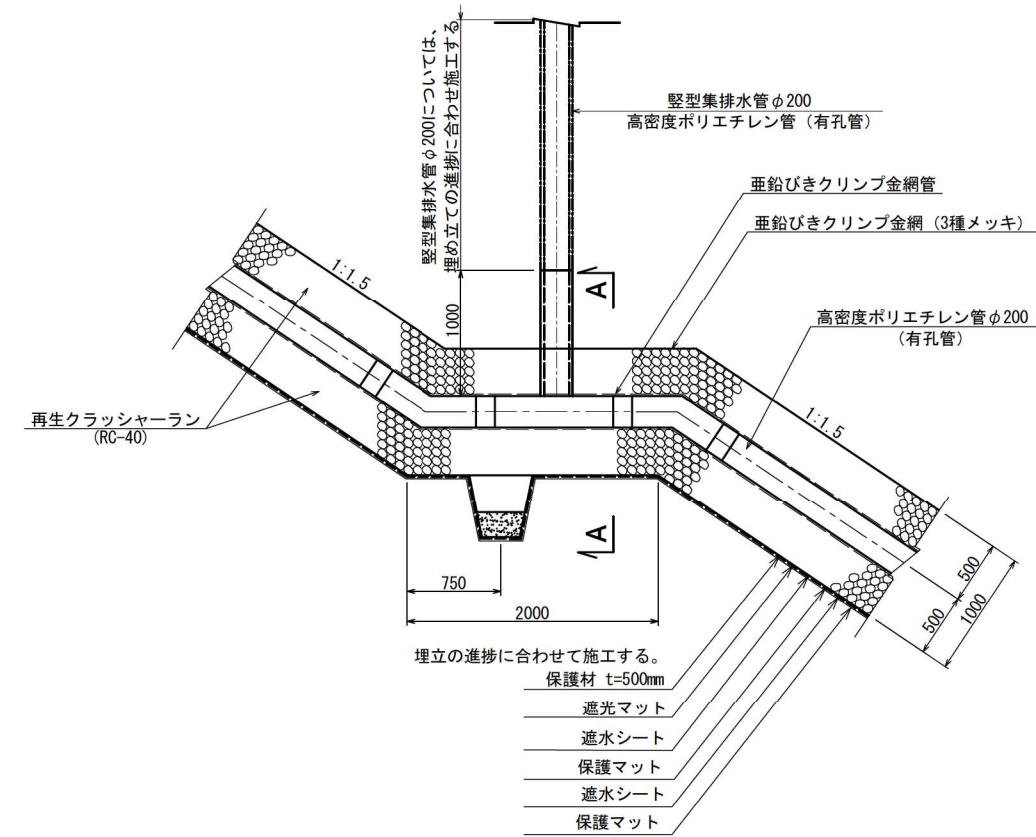 竪型集排水管φ200については、
埋め立ての進捗に合わせ施工する
竪型集排水管φ200
高密度ポリエチレン管（有孔管）
亜鉛びきクリンプ金網管
亜鉛びきクリンプ金網（3種メッキ）
1:1.5
A
1000
高密度ポリエチレン管φ200
（有孔管）
再生クラッシャーラン
(RC-40)
1:1.5
A
750
2000
500
500
1000
埋立の進捗に合わせて施工する。
保護材 t=500mm
遮光マット
遮水シート
保護マット
遮水シート
保護マット